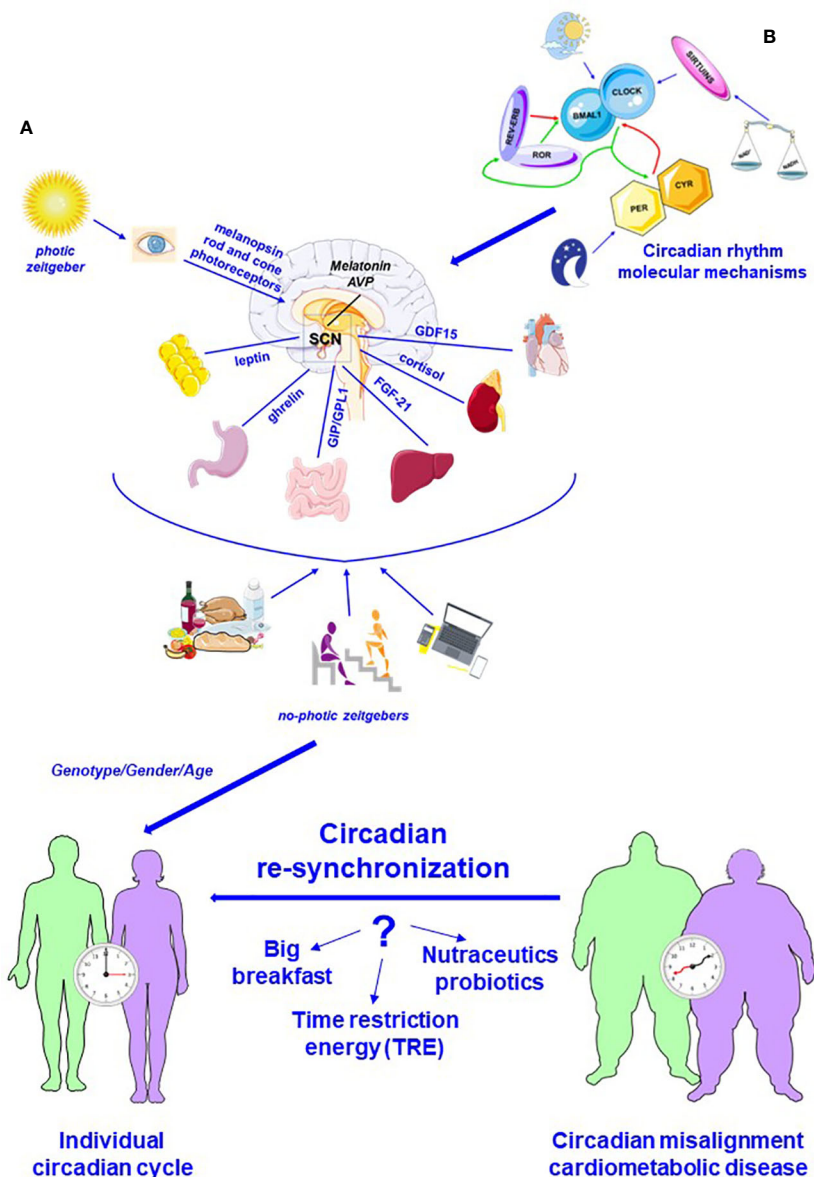 A
B
CLOCK
BMAL1
SIRTUINS
REV-ERB
ROR
NAD+
NADH
PER
CYR
Circadian rhythm
molecular mechanisms
photic
zeitgeber
melanopsin
rod and cone
photoreceptors
Melatonin
AVP
SCN
leptin
ghrelin
GIP/GPL1
FGF-21
cortisol
GDF15
no-photic zeitgebers
Genotype/Gender/Age
Circadian
re-synchronization
?
Big
breakfast
Nutraceutics
probiotics
Time restriction
energy (TRE)
Individual
circadian cycle
Circadian misalignment
cardiometabolic disease